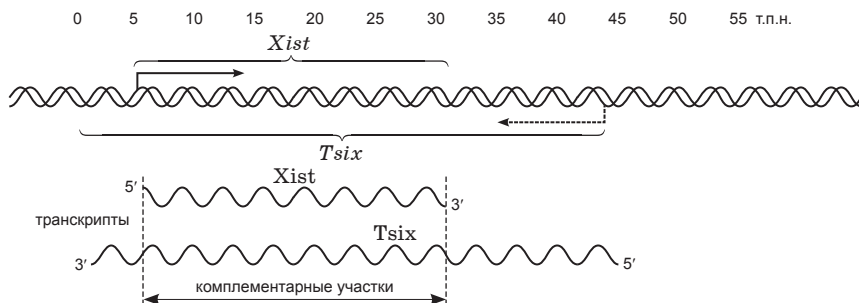 0 5 10 15 20 25 30 35 40 45 50 55 т.п.н.
Xist
Tsix
Xist
5′
3′
транскрипты
Tsix
3′
5′
комплементарные участки